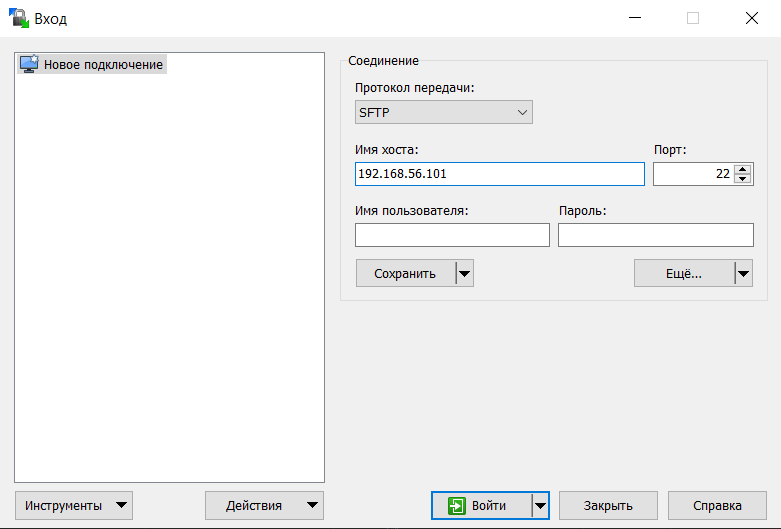 Вход
Новое подключение
Соединение
Протокол передачи:
SFTP
Имя хоста:
Порт:
192.168.56.101
22
Имя пользователя:
Пароль:
Сохранить
Ещё...
Инструменты
Действия
Войти
Закрыть
Справка